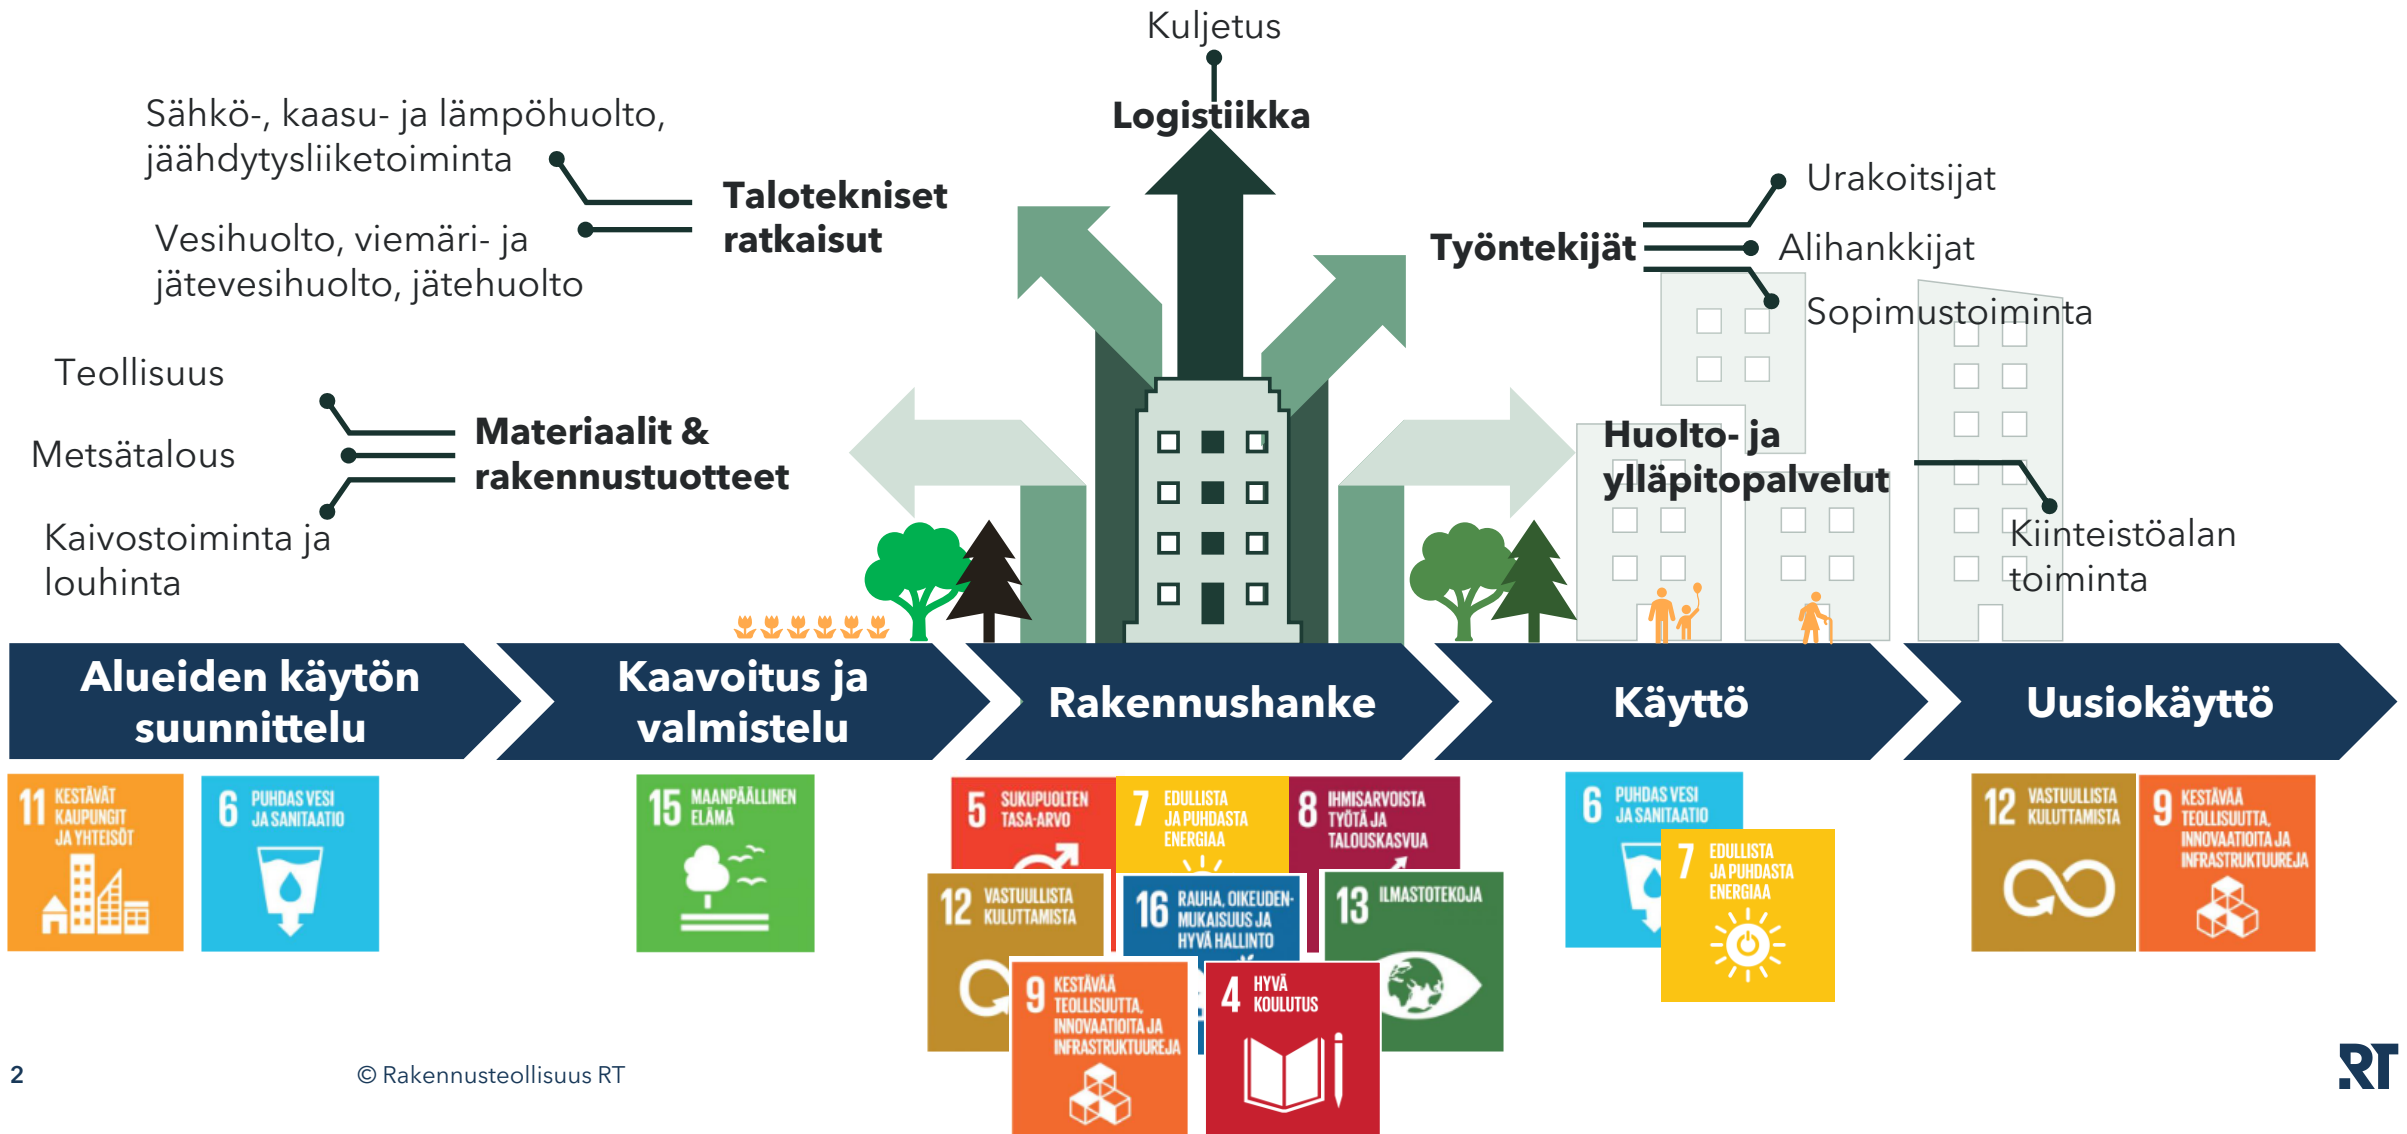 Kuljetus
Logistiikka
Sähkö-, kaasu- ja lämpöhuolto,
jäähdytysliiketoiminta
Talotekniset
ratkaisut
Vesihuolto, viemäri- ja
jätevesihuolto, jätehuolto
Urakoitsijat
Työntekijät
Alihankkijat
Sopimustoiminta
Teollisuus
Metsätalous
Kaivostoiminta ja
louhinta
Materiaalit &
rakennustuotteet
Huolto- ja
ylläpitopalvelut
Kiinteistöalan
toiminta
Alueiden käytön
suunnittelu
Kaavoitus ja
valmistelu
Rakennushanke
Käyttö
Uusiokäyttö
11 KESTÄVÄT
KAUPUNGIT
JA YHTEISÖT
6 PUHDAS VESI
JA SANITAATIO
15 MAANPÄÄLLINEN
ELÄMÄ
5 SUKUPUOLTEN
TASA-ARVO
7 EDULLISTA
JA PUHDASTA
ENERGIAA
8 IHMISARVOISTA
TYÖTÄ JA
TALOUSKASVUA
12 VASTUULLISTA
KULUTTAMISTA
16 RAUHA, OIKEUDEN-
MUKAISUUS JA
HYVÄ HALLINTO
13 ILMASTOTEKOJA
9 KESTÄVÄÄ
TEOLLISUUTTA,
INNOVAATIOITA JA
INFRASTRUKTUUREJA
4 HYVÄ
KOULUTUS
6 PUHDAS VESI
JA SANITAATIO
7 EDULLISTA
JA PUHDASTA
ENERGIAA
12 VASTUULLISTA
KULUTTAMISTA
9 KESTÄVÄÄ
TEOLLISUUTTA,
INNOVAATIOITA JA
INFRASTRUKTUUREJA
2
© Rakennusteollisuus RT
RT